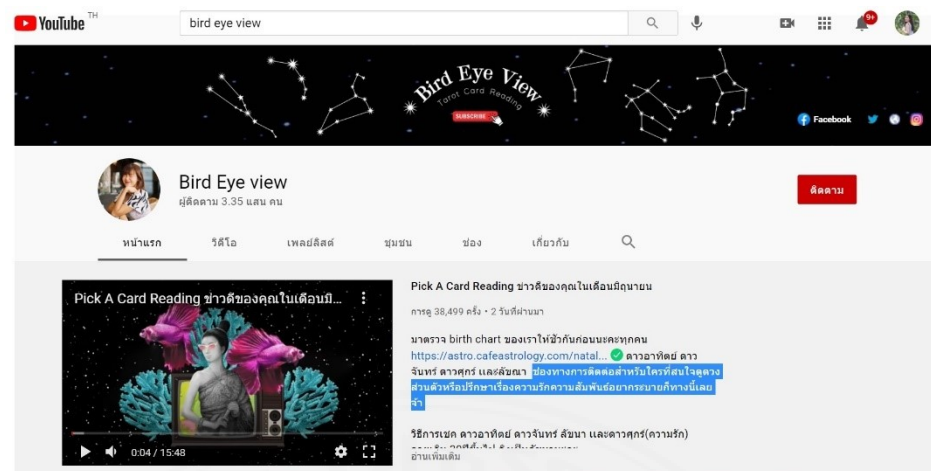 YouTube TH
bird eye view
9+
Bird Eye View
Tarot Card Reading
SUBSCRIBE
Facebook
Bird Eye view
ผู้ติดตาม 3.35 แสน คน
ติดตาม
หน้าแรก วิดีโอ เพลย์ลิสต์ ชุมชน ช่อง เกี่ยวกับ
Pick A Card Reading ข่าวดีของคุณในเดือนมิ...
0:04 / 15:48
Pick A Card Reading ข่าวดีของคุณในเดือนมิถุนายน
การดู 38,499 ครั้ง • 2 วันที่ผ่านมา
มาตรวจ birth chart ของเราให้ชัวร์กันก่อนนะคะทุกคน
https://astro.cafeastrology.com/natal... ดาวอาทิตย์ ดาว
จันทร์ ดาวศุกร์ และลัขณา ช่องทางการติดต่อสำหรับใครที่สนใจดูดวง
ส่วนตัวหรือปรึกษาเรื่องความรักความสัมพันธ์อยากระบายก็ทางนี้เลย
จ้า
วิธีการเชค ดาวอาทิตย์ ดาวจันทร์ ลัขนา และดาวศุกร์(ความรัก)
อ่านเพิ่มเติม